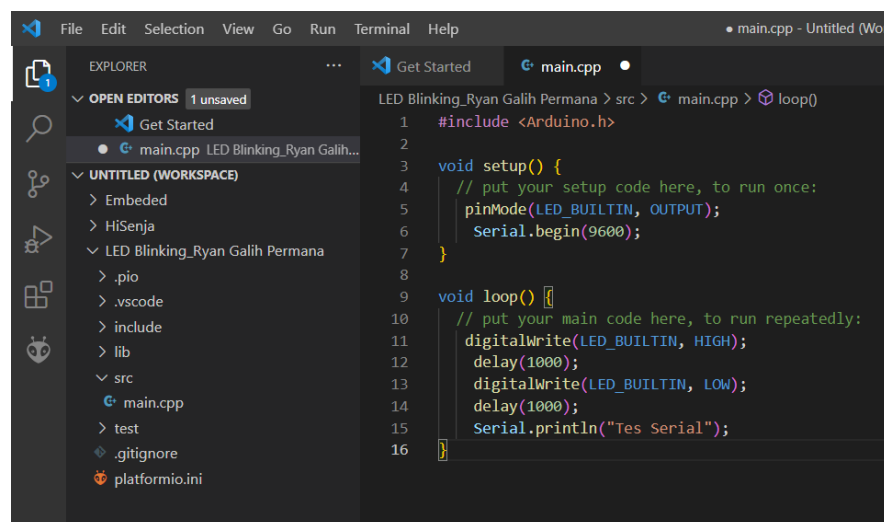 File Edit Selection View Go Run Terminal Help ● main.cpp - Untitled (Wo
EXPLORER ...
OPEN EDITORS 1 unsaved
Get Started
● main.cpp LED Blinking_Ryan Galih...
UNTITLED (WORKSPACE)
> Embeded
> HiSenja
LED Blinking_Ryan Galih Permana
> .pio
> .vscode
> include
> lib
src
main.cpp
> test
.gitignore
platformio.ini
1
Get Started main.cpp ●
LED Blinking_Ryan Galih Permana > src > main.cpp > loop()
1 #include <Arduino.h>
2
3 void setup() {
4 // put your setup code here, to run once:
5 pinMode(LED_BUILTIN, OUTPUT);
6 Serial.begin(9600);
7 }
8
9 void loop() {
10 // put your main code here, to run repeatedly:
11 digitalWrite(LED_BUILTIN, HIGH);
12 delay(1000);
13 digitalWrite(LED_BUILTIN, LOW);
14 delay(1000);
15 Serial.println("Tes Serial");
16 }